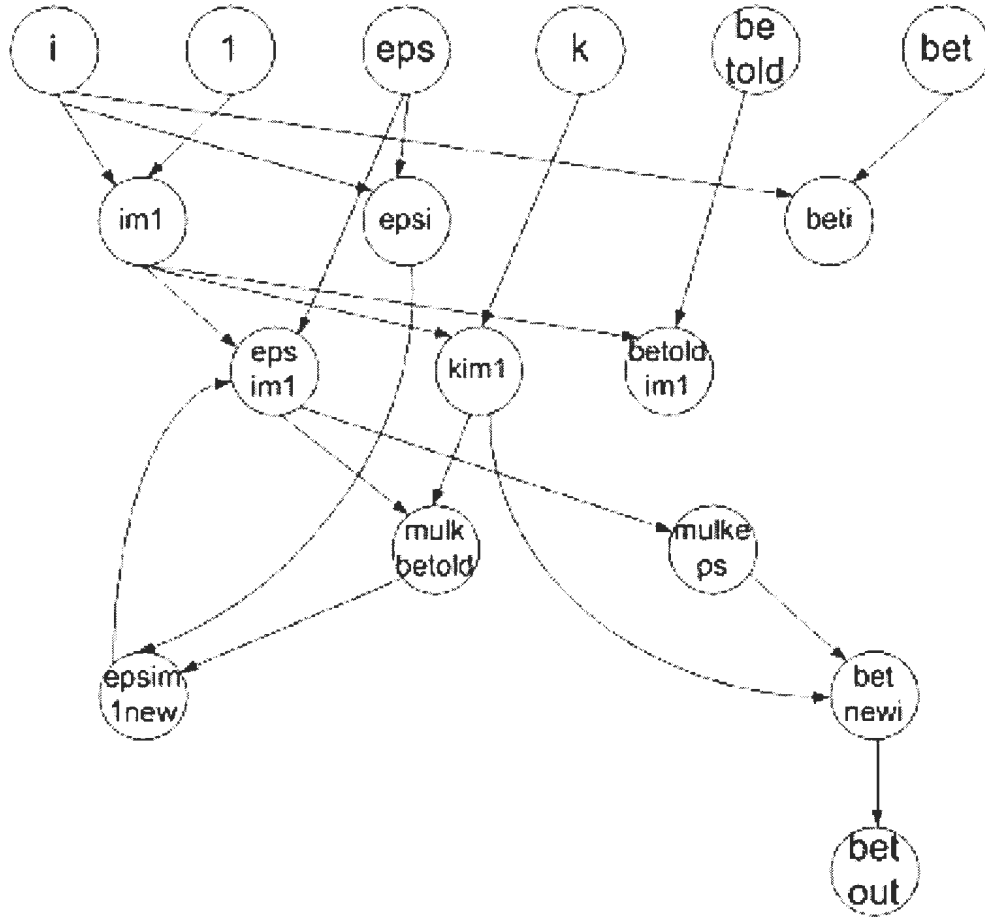 i
1
eps
k
be
told
bet
im1
epsi
beti
eps
im1
kim1
betold
im1
mulk
betold
mulke
ps
epsim
1new
bet
newi
bet
out